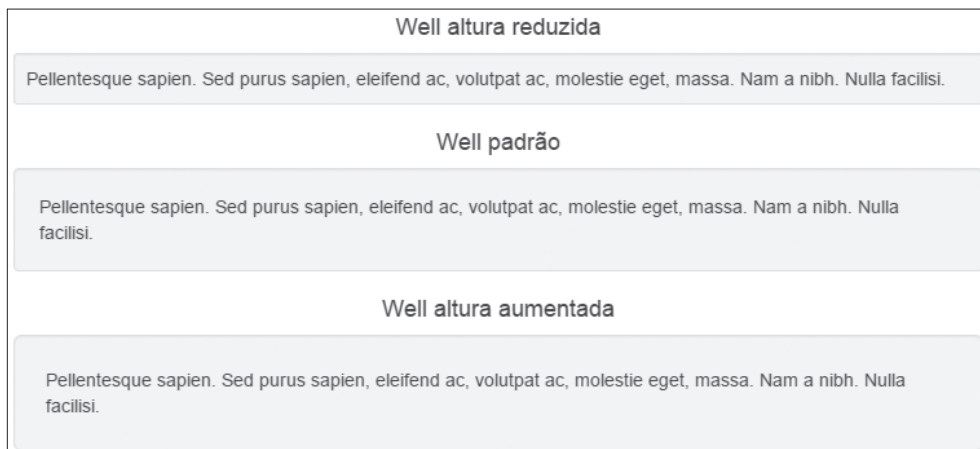 Well altura reduzida
Pellentesque sapien. Sed purus sapien, eleifend ac, volutpat ac, molestie eget, massa. Nam a nibh. Nulla facilisi.
Well padrão
Pellentesque sapien. Sed purus sapien, eleifend ac, volutpat ac, molestie eget, massa. Nam a nibh. Nulla
facilisi.
Well altura aumentada
Pellentesque sapien. Sed purus sapien, eleifend ac, volutpat ac, molestie eget, massa. Nam a nibh. Nulla
facilisi.